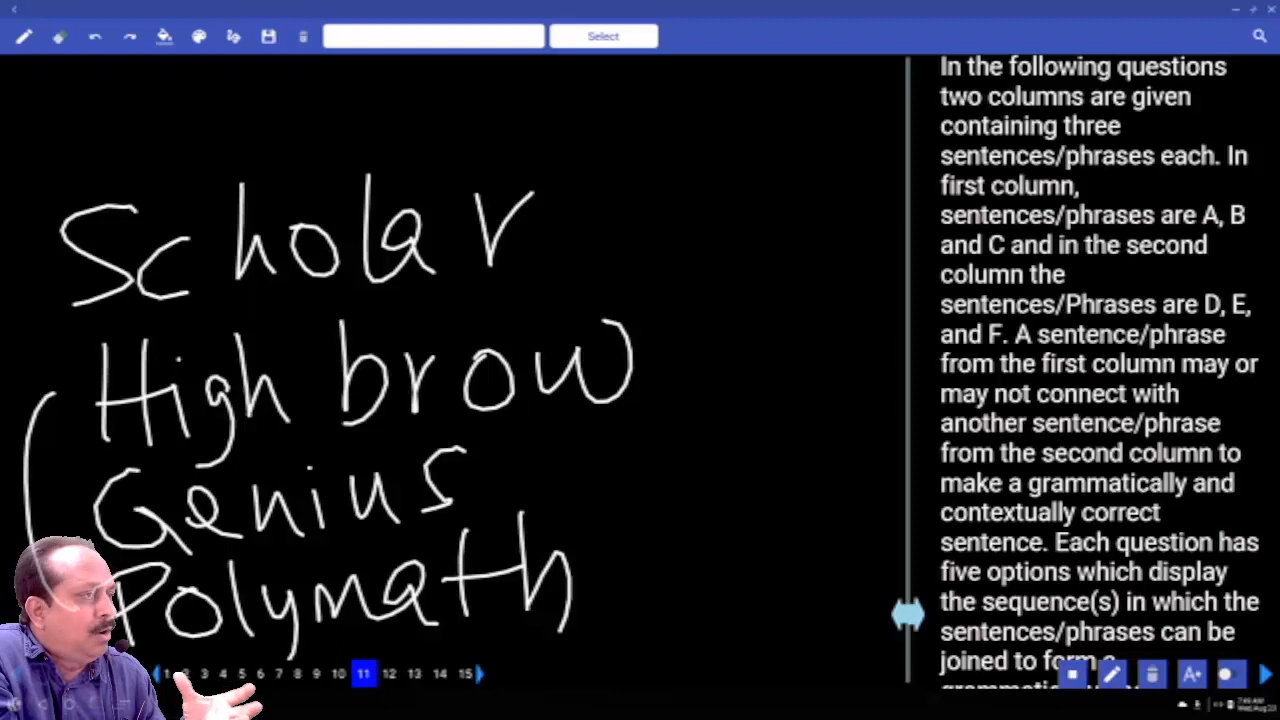 Select
Scholar
High brow
Genius
Polymath
In the following questions
two columns are given
containing three
sentences/phrases each. In
first column,
sentences/phrases are A, B
and C and in the second
column the
sentences/Phrases are D, E,
and F. A sentence/phrase
from the first column may or
may not connect with
another sentence/phrase
from the second column to
make a grammatically and
contextually correct
sentence. Each question has
five options which display
the sequence(s) in which the
sentences/phrases can be
joined to form a
1 2 3 4 5 6 7 8 9 10 11 12 13 14 15
A+
7:49 AM